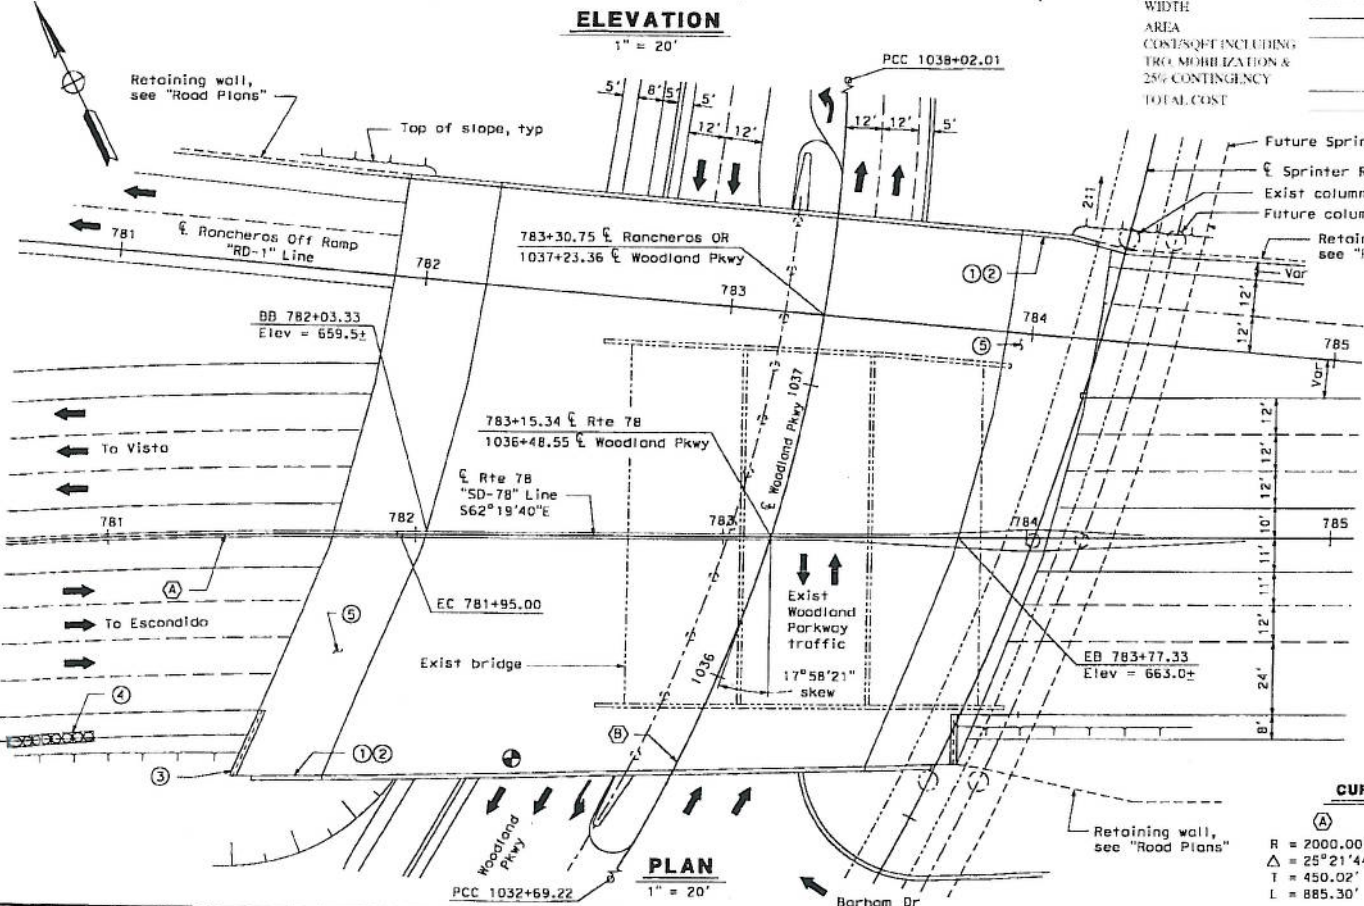 ELEVATION
1" = 20'
WIDTH
AREA
COST/SQFT INCLUDING
TRO, MOBILIZATION &
25% CONTINGENCY
TOTAL COST
PCC 1038+02.01
Retaining wall,
see "Road Plans"
Top of slope, typ
5'
8'
5'
5'
12'
12'
12'
12'
5'
2:1
Future Sprin
℄ Sprinter R
Exist column
Future colum
Retain
see "R
Var
12'
12'
Var
781
℄ Rancheros Off Ramp
"RD-1" Line
782
783
784
785
783+30.75 ℄ Rancheros OR
1037+23.36 ℄ Woodland Pkwy
①②
⑤
BB 782+03.33
Elev = 659.5±
783+15.34 ℄ Rte 78
1036+48.55 ℄ Woodland Pkwy
℄ Woodland Pkwy 1037
To Vista
℄ Rte 78
"SD-78" Line
S62°19'40"E
781
782
783
784
785
12'
12'
12'
10'
11'
11'
12'
24'
8'
A
EC 781+95.00
To Escondido
⑤
Exist
Woodland
Parkway
traffic
Exist bridge
1036
17°58'21"
skew
EB 783+77.33
Elev = 663.0±
④
B
①②
③
Woodland
Pkwy
PCC 1032+69.22
PLAN
1" = 20'
Barham Dr
Retaining wall,
see "Road Plans"
CUR
A
R = 2000.00
Δ = 25°21'44
T = 450.02'
L = 885.30'